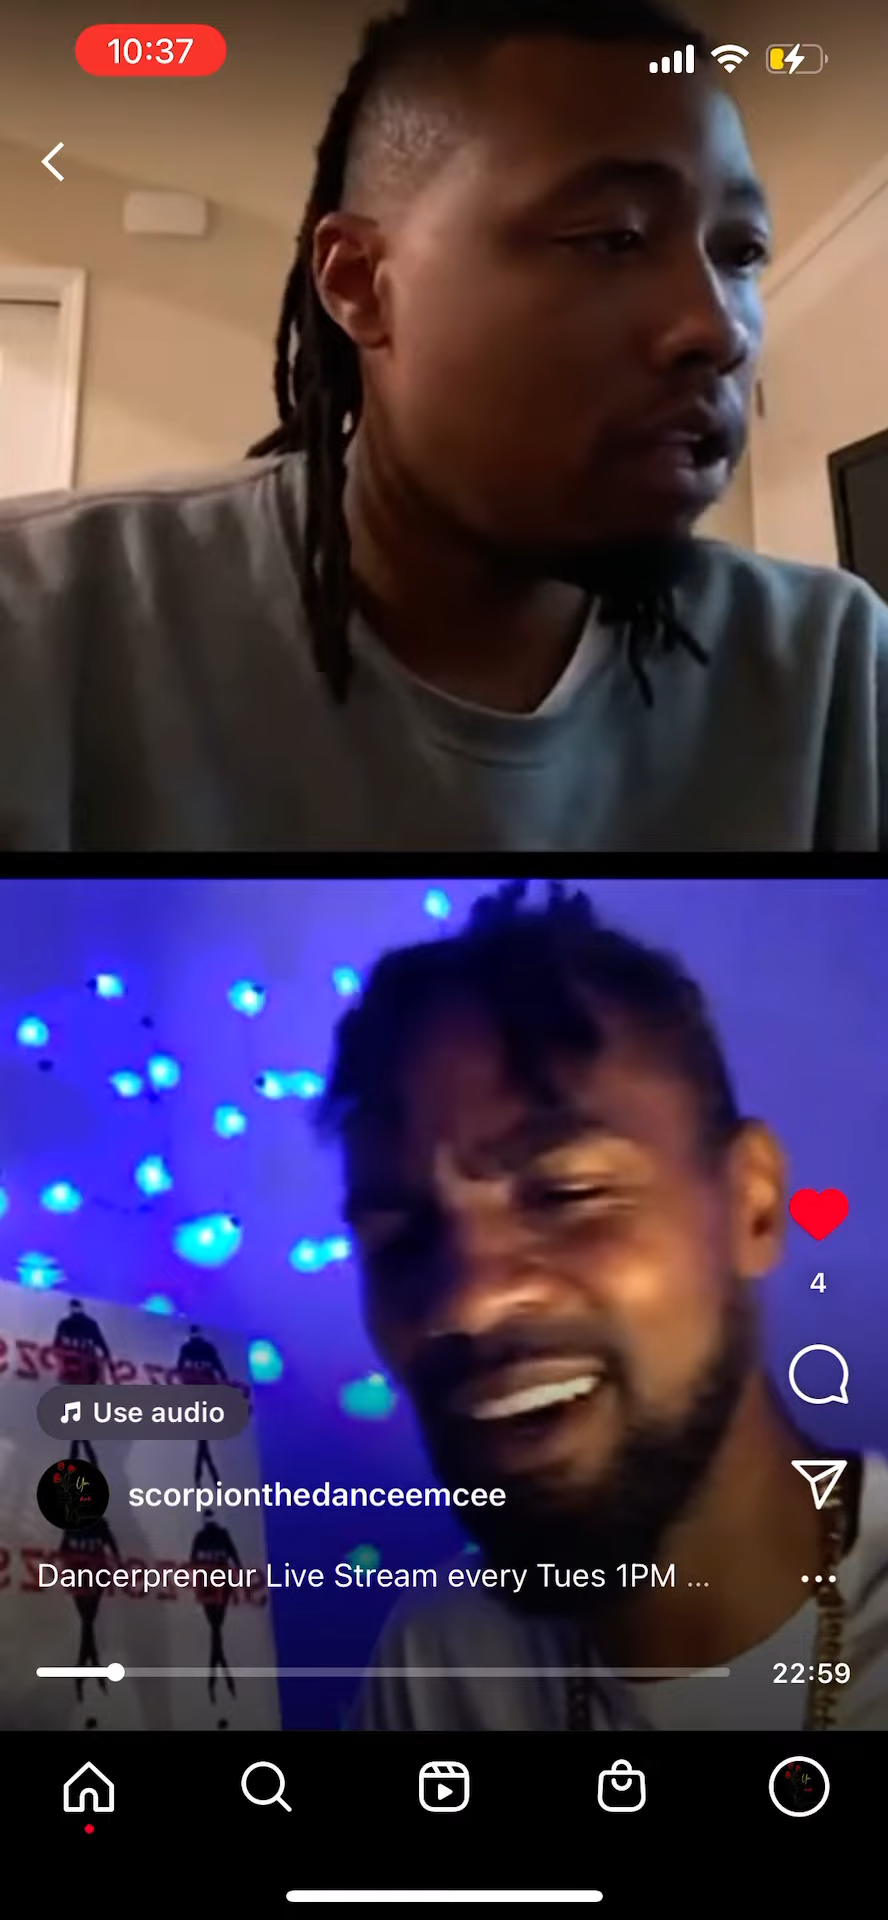 10:37
Use audio
scorpionthedanceemcee
Dancerpreneur Live Stream every Tues 1PM ...
4
22:59